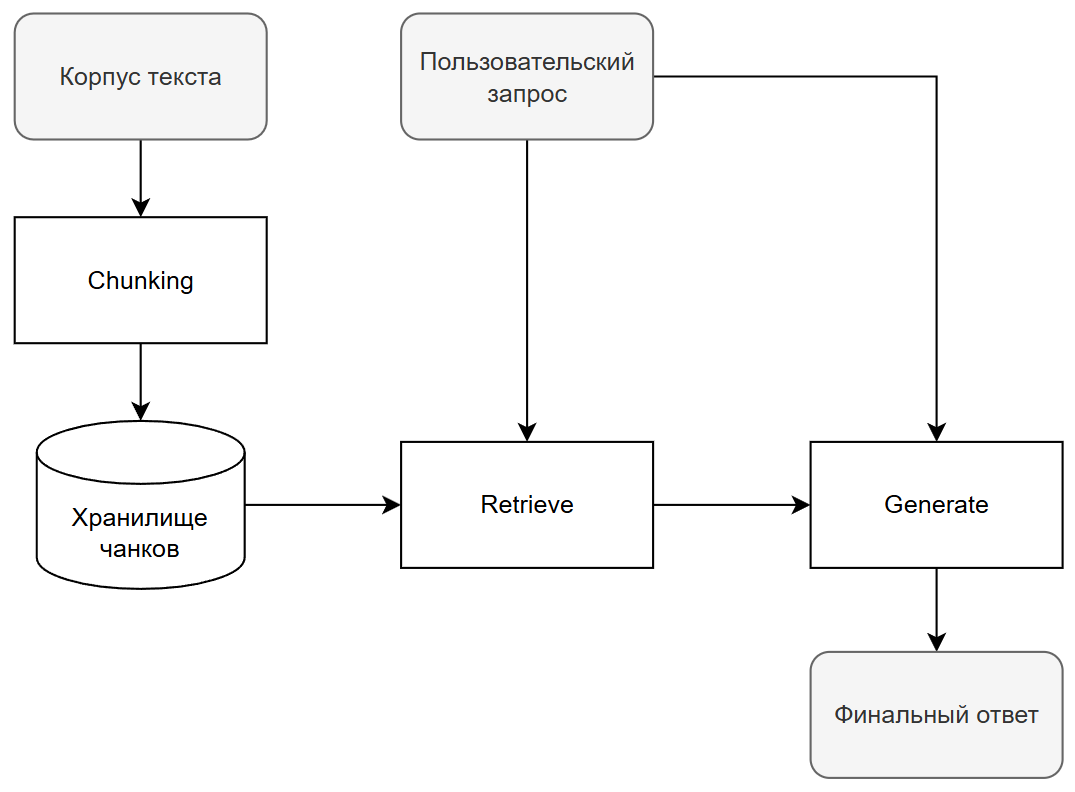 Корпус текста
Пользовательский
запрос
Chunking
Хранилище
чанков
Retrieve
Generate
Финальный ответ